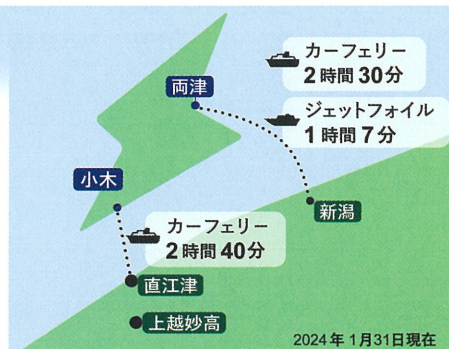 カーフェリー
2時間30分
両津
ジェットフォイル
1時間7分
小木
新潟
カーフェリー
2時間40分
直江津
上越妙高
2024年1月31日現在